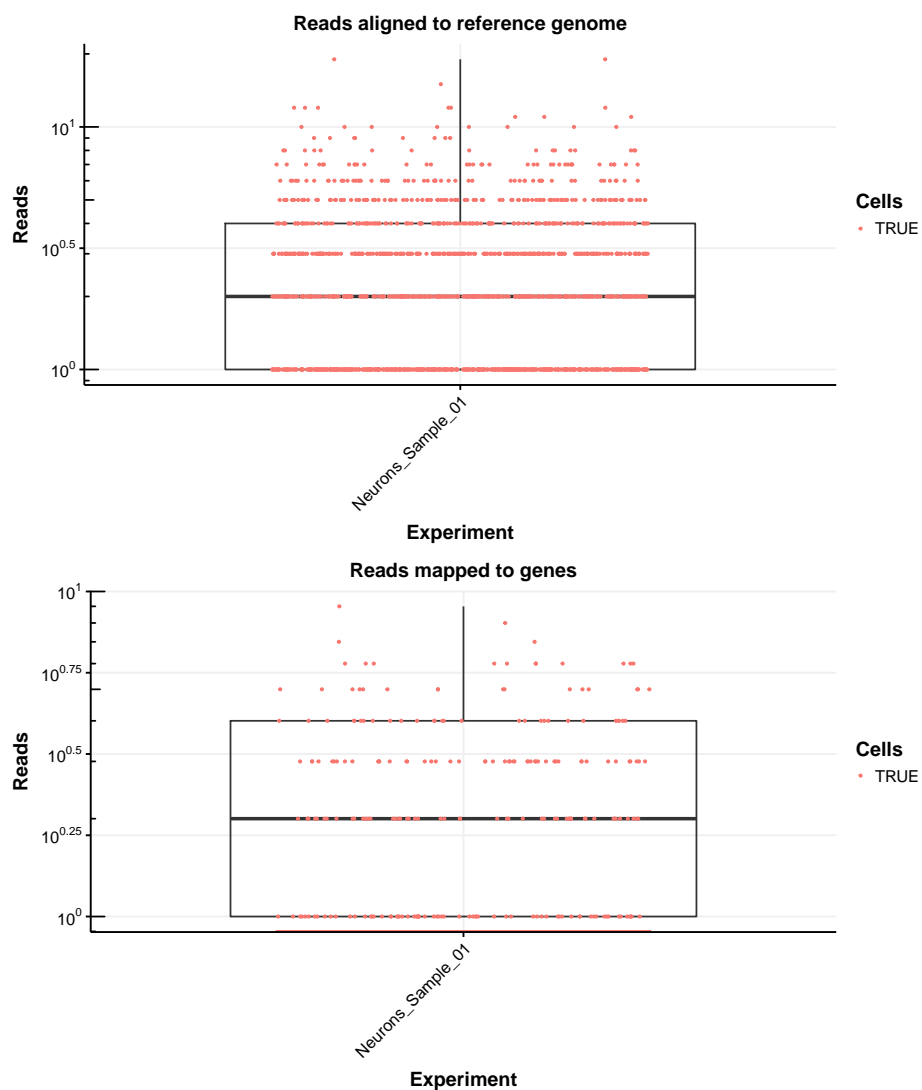 Reads aligned to reference genome
10^1
10^0.5
10^0
Reads
Neurons_Sample_01
Experiment
Cells
TRUE
Reads mapped to genes
10^1
10^0.75
10^0.5
10^0.25
10^0
Reads
Neurons_Sample_01
Experiment
Cells
TRUE